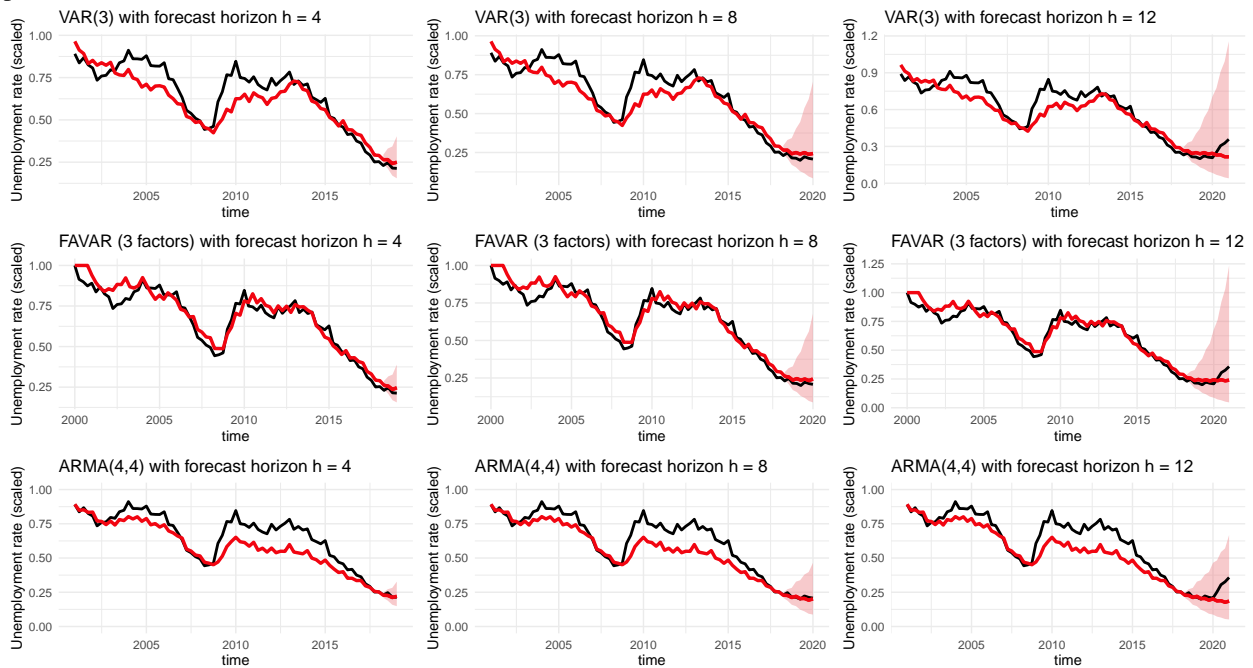 VAR(3) with forecast horizon h = 4
Unemployment rate (scaled)
1.00
0.75
0.50
0.25
2005
2010
2015
time
VAR(3) with forecast horizon h = 8
Unemployment rate (scaled)
1.00
0.75
0.50
0.25
2005
2010
2015
2020
time
VAR(3) with forecast horizon h = 12
Unemployment rate (scaled)
1.2
0.9
0.6
0.3
0.0
2005
2010
2015
2020
time
FAVAR (3 factors) with forecast horizon h = 4
Unemployment rate (scaled)
1.00
0.75
0.50
0.25
2000
2005
2010
2015
time
FAVAR (3 factors) with forecast horizon h = 8
Unemployment rate (scaled)
1.00
0.75
0.50
0.25
2000
2005
2010
2015
2020
time
FAVAR (3 factors) with forecast horizon h = 12
Unemployment rate (scaled)
1.25
1.00
0.75
0.50
0.25
0.00
2000
2005
2010
2015
2020
time
ARMA(4,4) with forecast horizon h = 4
Unemployment rate (scaled)
1.00
0.75
0.50
0.25
0.00
2005
2010
2015
time
ARMA(4,4) with forecast horizon h = 8
Unemployment rate (scaled)
1.00
0.75
0.50
0.25
0.00
2005
2010
2015
2020
time
ARMA(4,4) with forecast horizon h = 12
Unemployment rate (scaled)
1.00
0.75
0.50
0.25
0.00
2005
2010
2015
2020
time